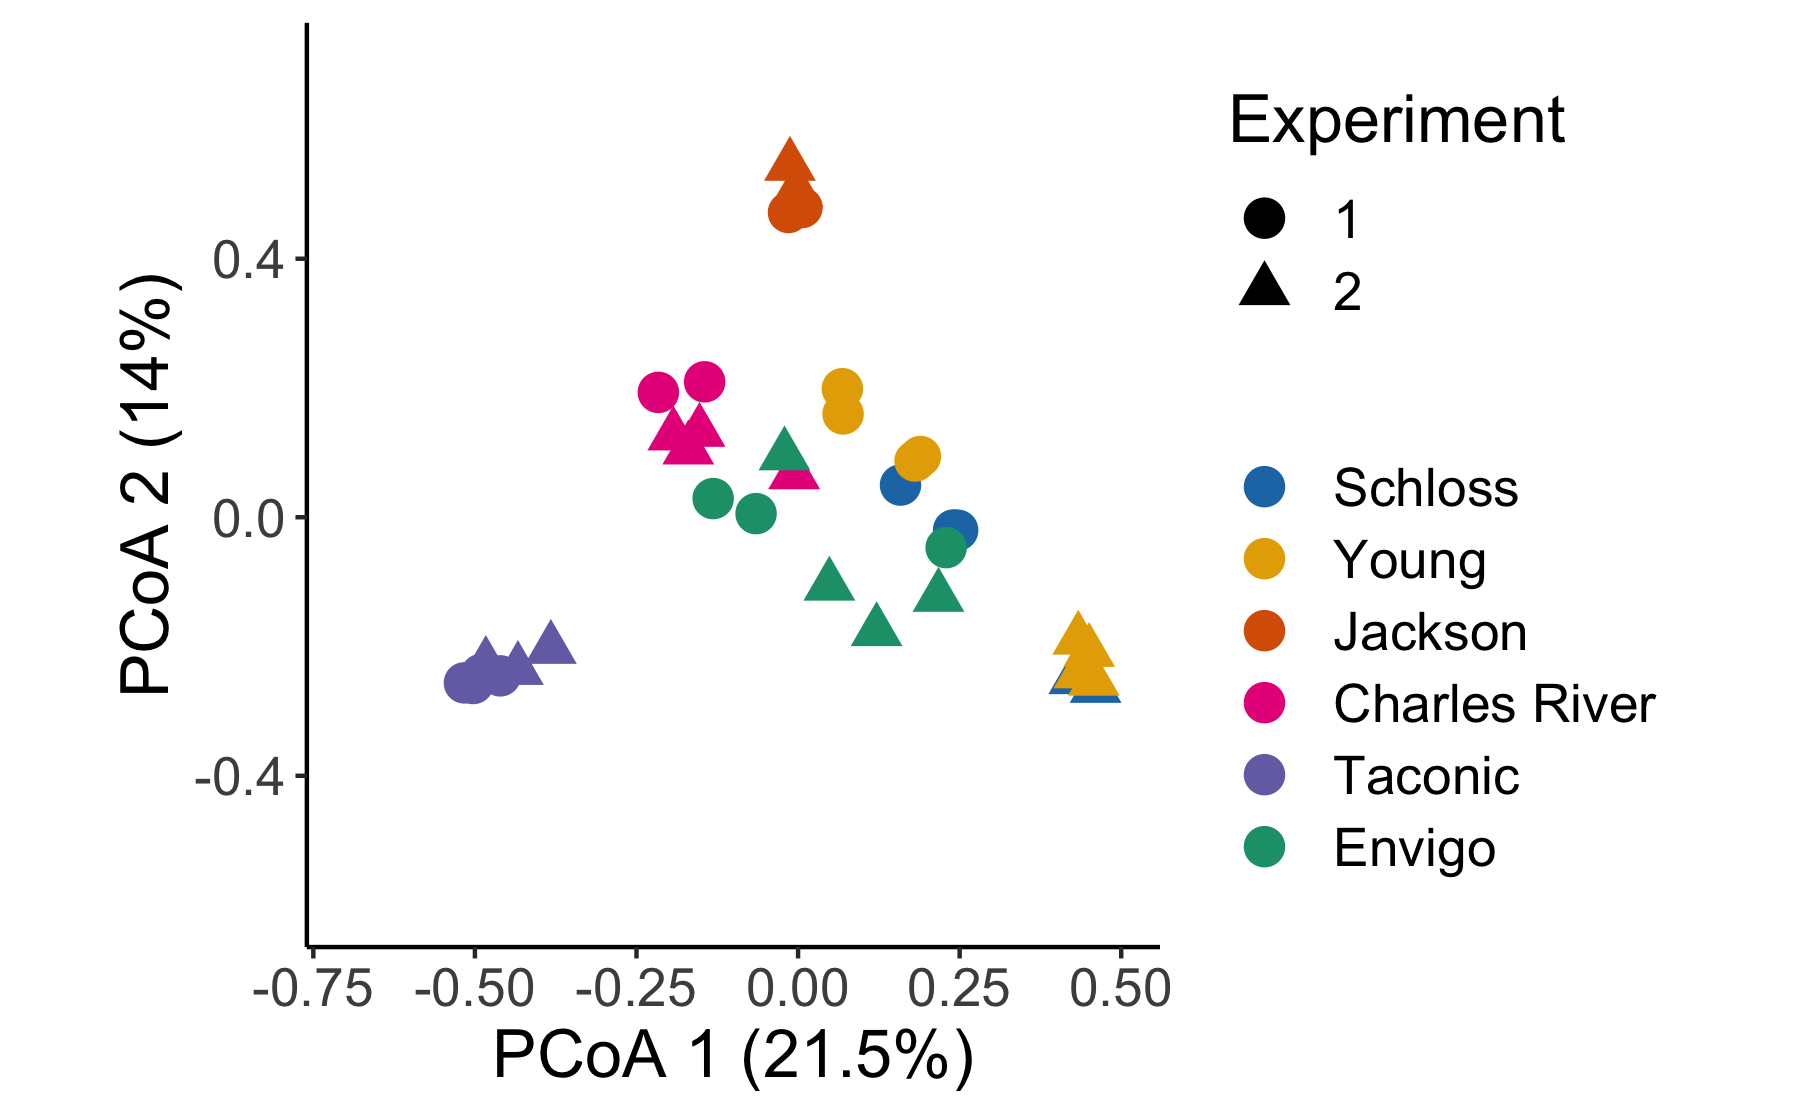 Experiment
1
2
Schloss
Young
Jackson
Charles River
Taconic
Envigo
PCoA 2 (14%)
0.4
0.0
-0.4
-0.75 -0.50 -0.25 0.00 0.25 0.50
PCoA 1 (21.5%)